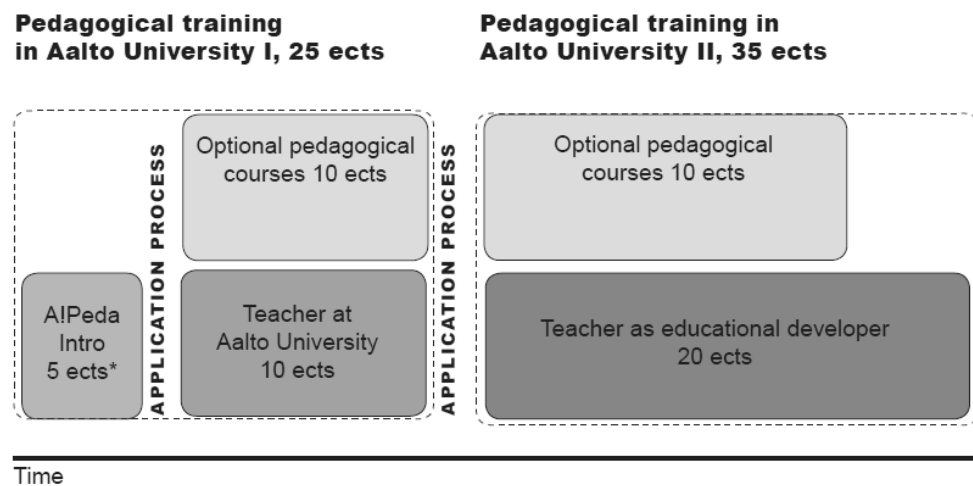 Pedagogical training
in Aalto University I, 25 ects
Pedagogical training in
Aalto University II, 35 ects
A!Peda
Intro
5 ects*
APPLICATION PROCESS
Optional pedagogical
courses 10 ects
Teacher at
Aalto University
10 ects
APPLICATION PROCESS
Optional pedagogical
courses 10 ects
Teacher as educational developer
20 ects
Time